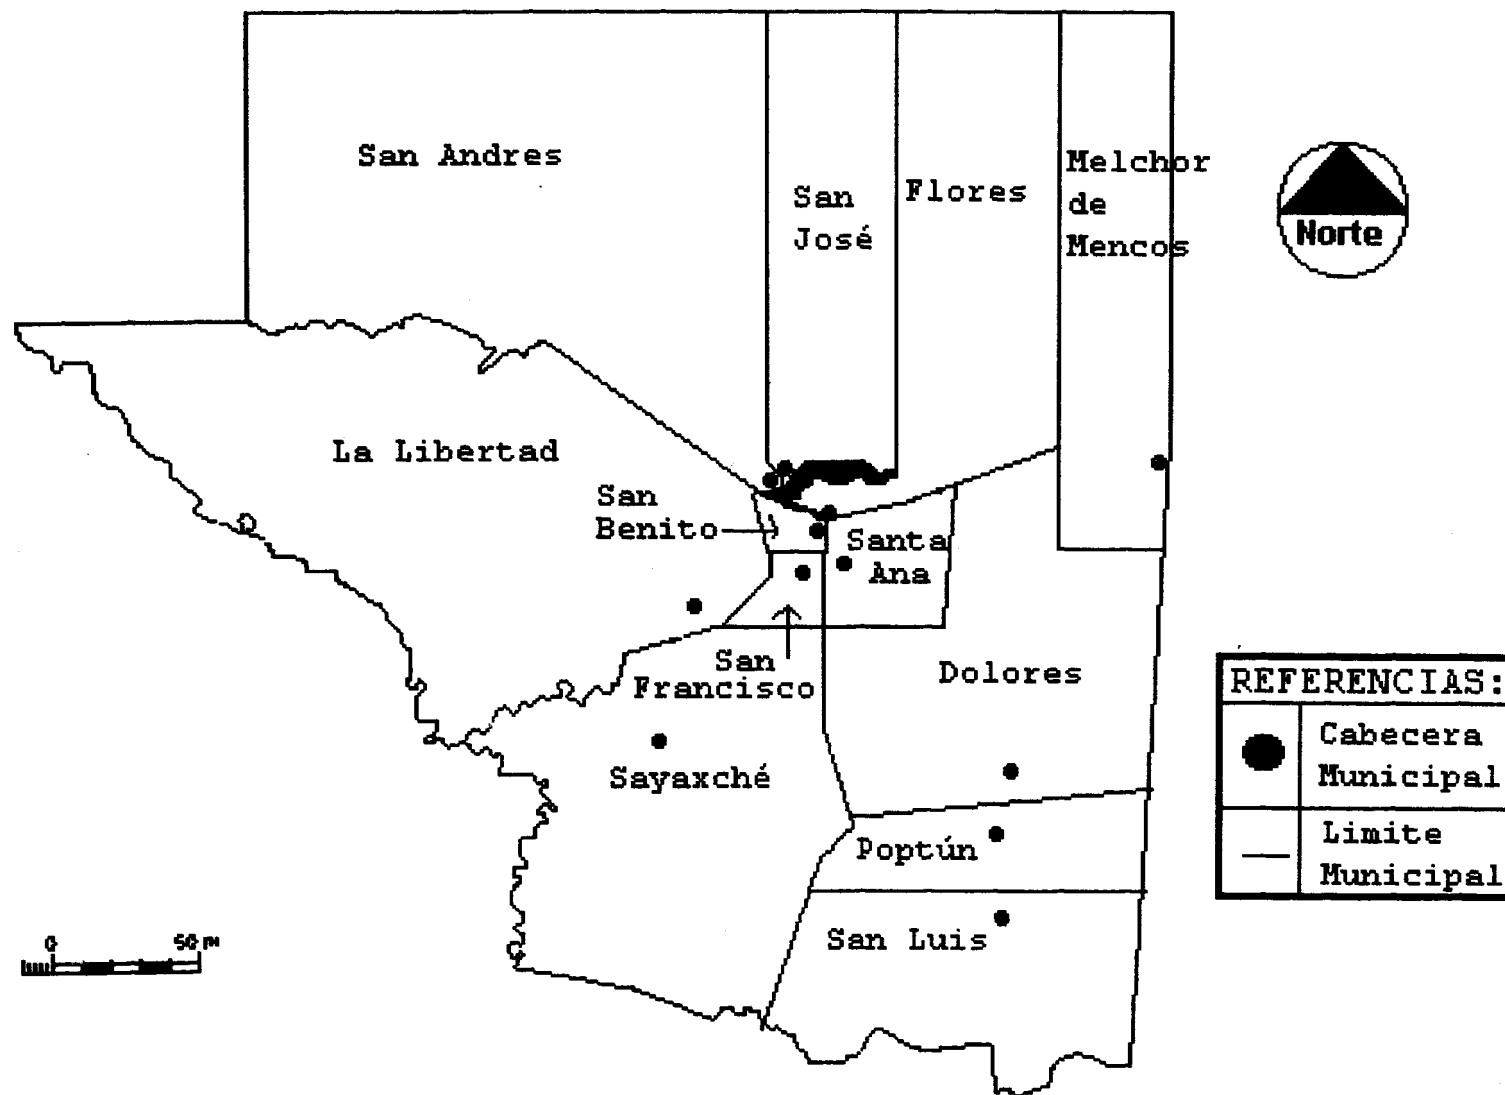 San Andres
San
José
Flores
Melchor
de
Mencos
Norte
La Libertad
San
Benito
Santa
Ana
San
Francisco
Dolores
Sayaxché
Poptún
San Luis
REFERENCIAS:
Cabecera
Municipal
Limite
Municipal
0 50